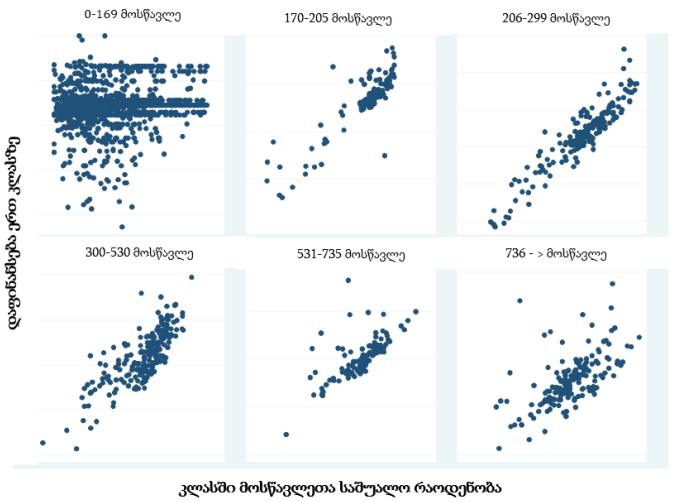 0-169 მოსწავლე
170-205 მოსწავლე
206-299 მოსწავლე
300-530 მოსწავლე
531-735 მოსწავლე
736 - > მოსწავლე
დაფინანსება ერთ კლასზე
კლასში მოსწავლეთა საშუალო რაოდენობა